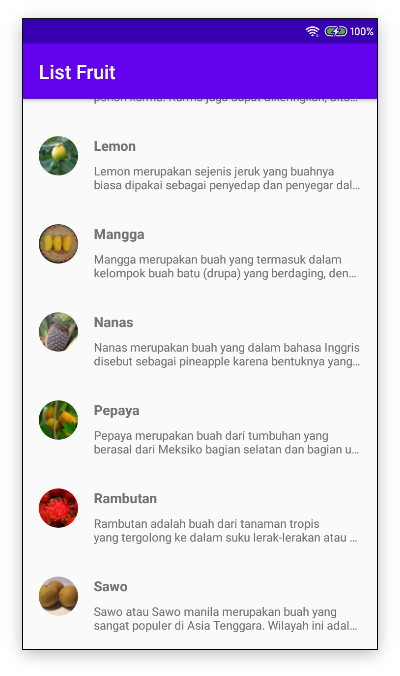 100%
List Fruit
Lemon
Lemon merupakan sejenis jeruk yang buahnya
biasa dipakai sebagai penyedap dan penyegar dal...
Mangga
Mangga merupakan buah yang termasuk dalam
kelompok buah batu (drupa) yang berdaging, den...
Nanas
Nanas merupakan buah yang dalam bahasa Inggris
disebut sebagai pineapple karena bentuknya yang...
Pepaya
Pepaya merupakan buah dari tumbuhan yang
berasal dari Meksiko bagian selatan dan bagian u...
Rambutan
Rambutan adalah buah dari tanaman tropis
yang tergolong ke dalam suku lerak-lerakan atau ...
Sawo
Sawo atau Sawo manila merupakan buah yang
sangat populer di Asia Tenggara. Wilayah ini adal...